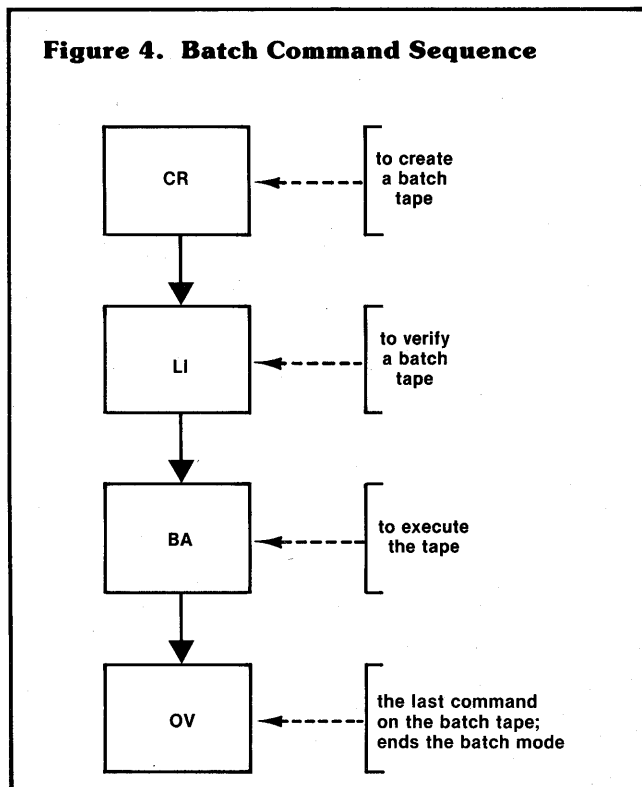 Figure 4. Batch Command Sequence
CR
to create
a batch
tape
LI
to verify
a batch
tape
BA
to execute
the tape
OV
the last command
on the batch tape;
ends the batch mode